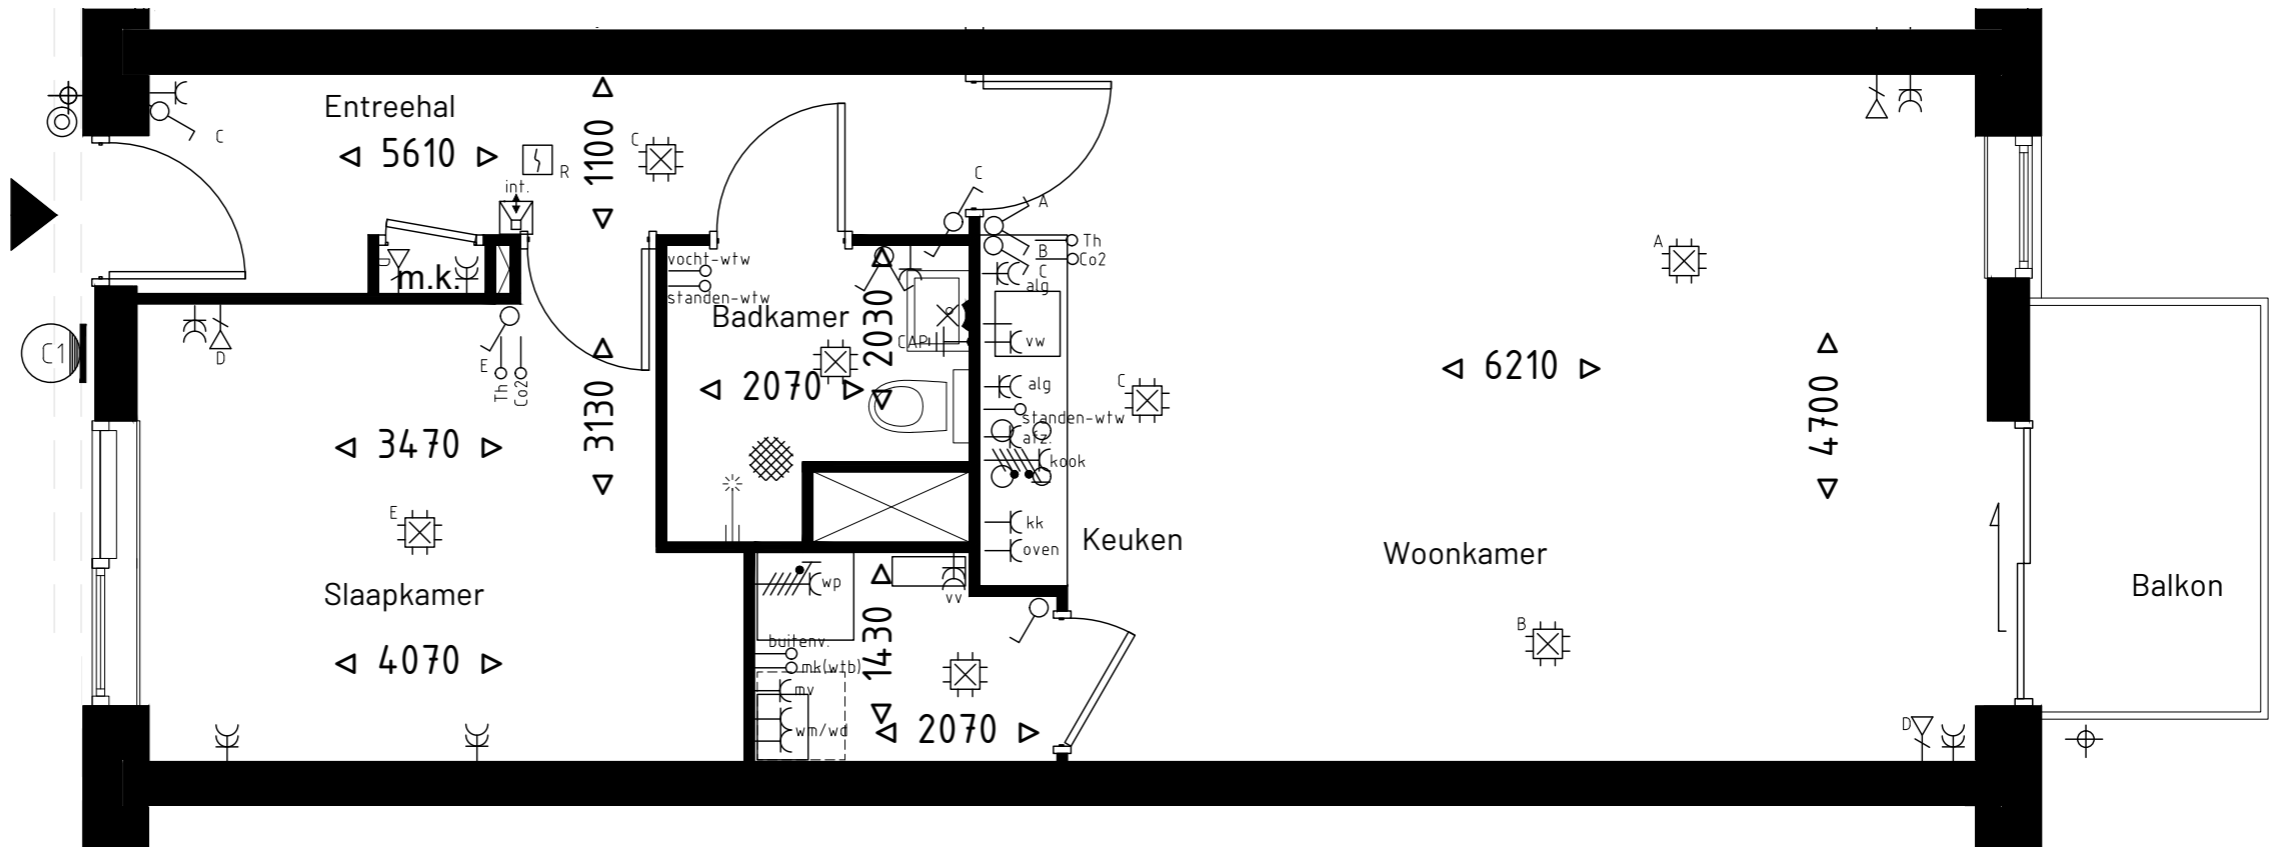 Entreehal
5610
1100
C
C
R
int.
C
A
B
C
Th
Co2
alg
vw
alg
standen-wtw
afz.
kook
kk
oven
D
m.k.
vocht-wtw
standen-wtw
Badkamer
2030
CAP
2070
C1
D
E
Th
Co2
3470
3130
E
Slaapkamer
4070
wp
vv
1430
buitenv.
mk(wtb)
mv
wm/wd
2070
Keuken
C
A
6210
4700
Woonkamer
B
D
Balkon